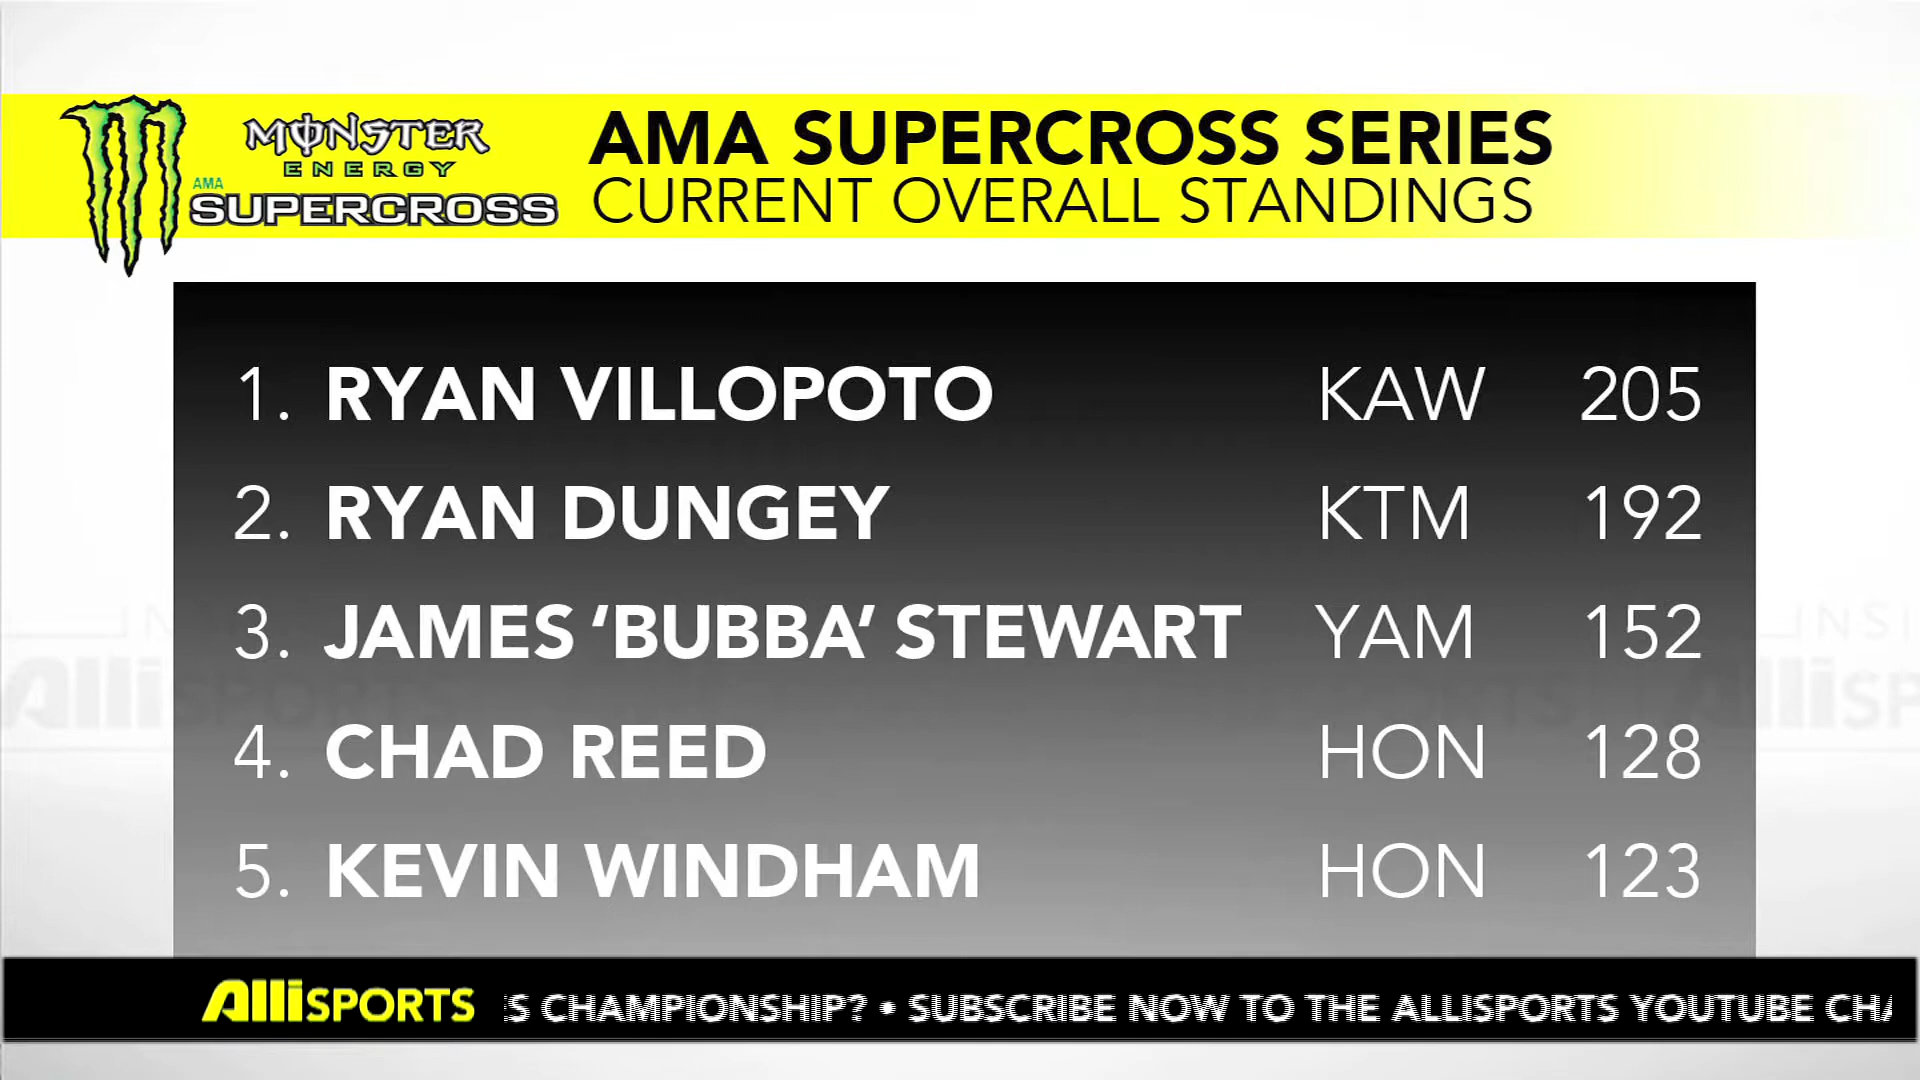 MONSTER
ENERGY
AMA
SUPERCROSS
AMA SUPERCROSS SERIES
CURRENT OVERALL STANDINGS
1. RYAN VILLOPOTO KAW 205
2. RYAN DUNGEY KTM 192
3. JAMES ‘BUBBA’ STEWART YAM 152
4. CHAD REED HON 128
5. KEVIN WINDHAM HON 123
AlliSPORTS
S CHAMPIONSHIP? • SUBSCRIBE NOW TO THE ALLISPORTS YOUTUBE CHA